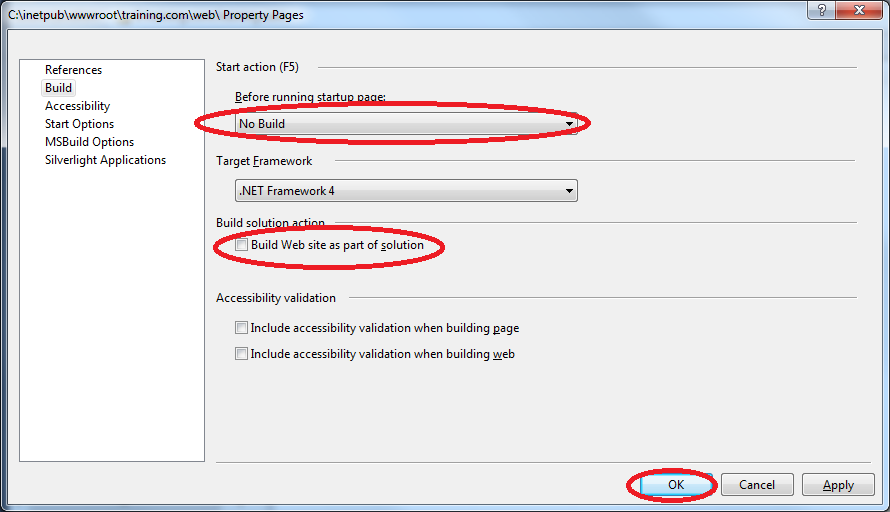 C:\inetpub\wwwroot\training.com\web\ Property Pages
?
References
Build
Accessibility
Start Options
MSBuild Options
Silverlight Applications
Start action (F5)
Before running startup page:
No Build
Target Framework
.NET Framework 4
Build solution action
Build Web site as part of solution
Accessibility validation
Include accessibility validation when building page
Include accessibility validation when building web
OK
Cancel
Apply